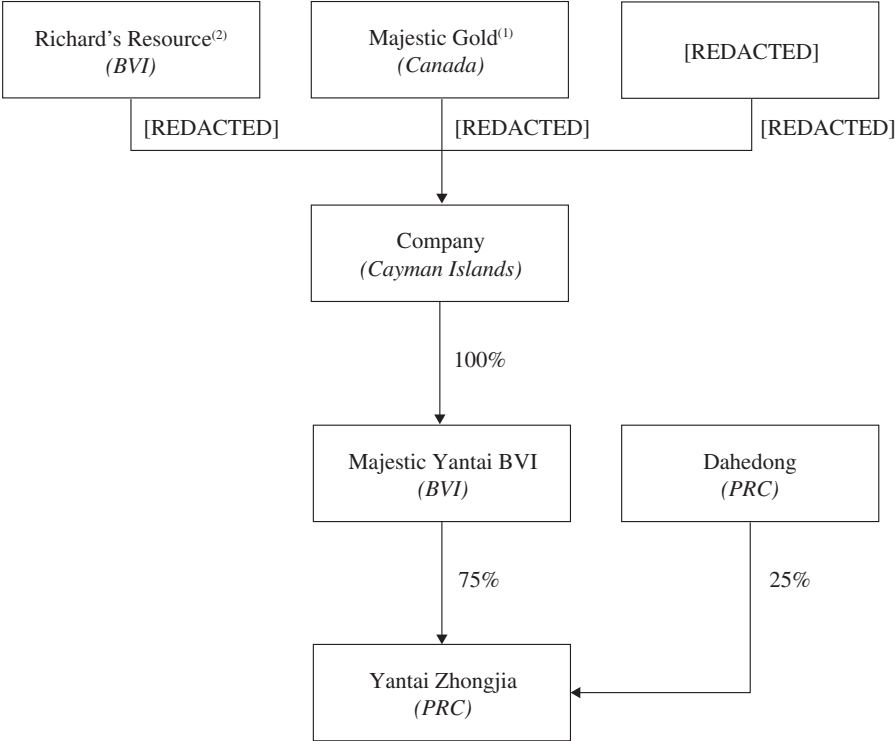 Richard's Resource(2)
(BVI)
Majestic Gold(1)
(Canada)
[REDACTED]
[REDACTED]
[REDACTED]
[REDACTED]
Company
(Cayman Islands)
100%
Majestic Yantai BVI
(BVI)
Dahedong
(PRC)
75%
25%
Yantai Zhongjia
(PRC)